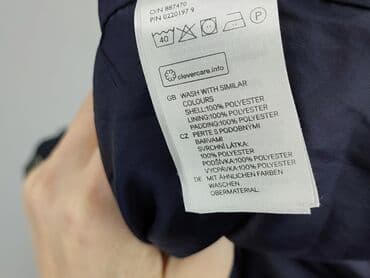 O/N 887470
P/N 0220197 9
40
P
clevercare.info
GB WASH WITH SIMILAR
COLOURS
SHELL:100% POLYESTER
LINING:100% POLYESTER
PADDING:100% POLYESTER
CZ PERTE S PODOBNÝMI
BARVAMI
SVRCHNÍ LÁTKA:
100% POLYESTER
PODŠÍVKA:100% POLYESTER
VÝCPÁVKA:100% POLYESTER
DE MIT ÄHNLICHEN FARBEN
WASCHEN.
OBERMATERIAL: